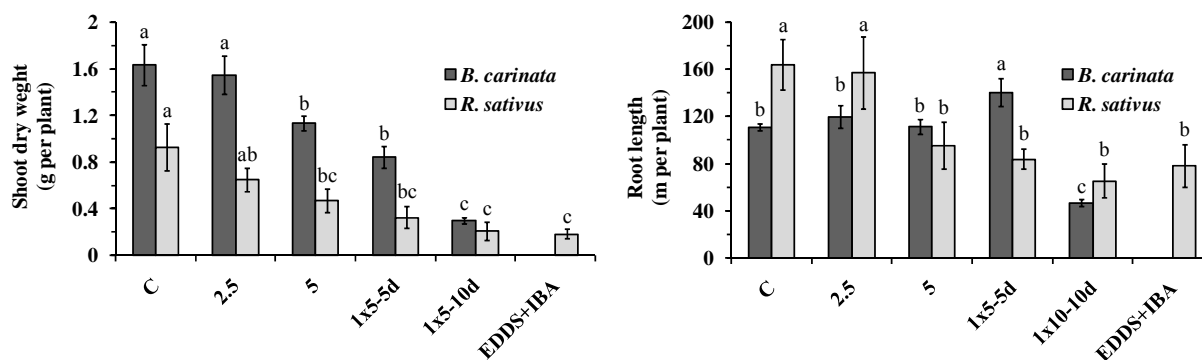 Shoot dry weght
(g per plant)
2
1.6
1.2
0.8
0.4
0
a
a
a
ab
b
bc
b
bc
c
c
c
B. carinata
R. sativus
C
2.5
5
1x5-5d
1x5-10d
EDDS+IBA
Root length
(m per plant)
200
160
120
80
40
0
b
a
b
a
b
b
a
b
c
b
b
B. carinata
R. sativus
C
2.5
5
1x5-5d
1x10-10d
EDDS+IBA